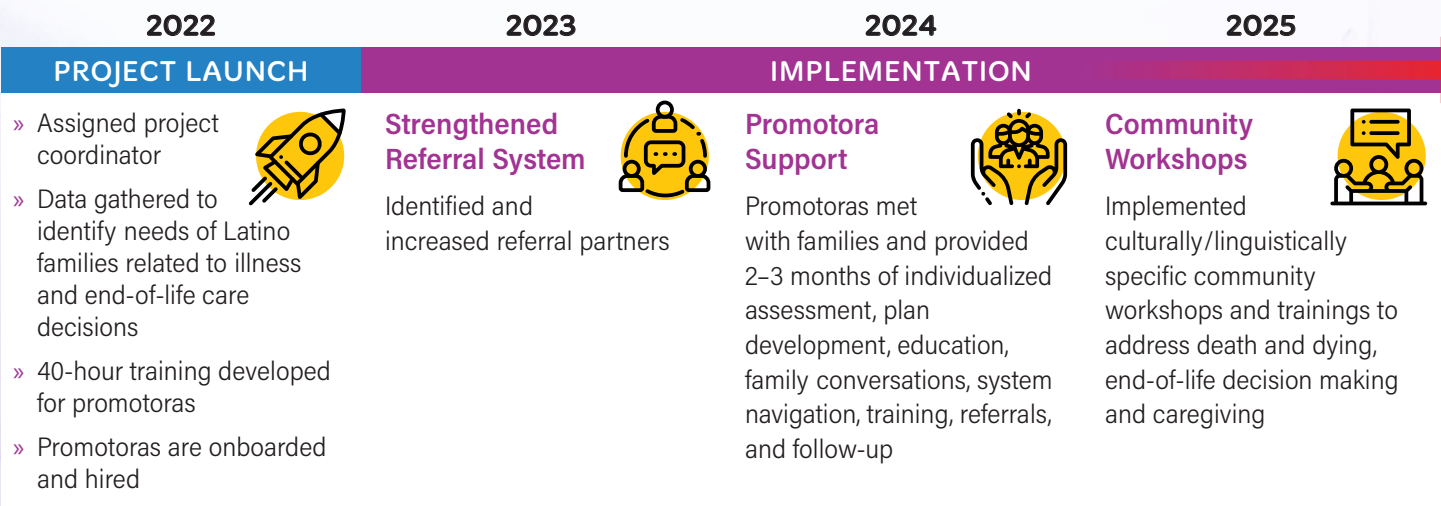 2022
2023
2024
2025
PROJECT LAUNCH
IMPLEMENTATION
» Assigned project
coordinator
» Data gathered to
identify needs of Latino
families related to illness
and end-of-life care
decisions
» 40-hour training developed
for promotoras
» Promotoras are onboarded
and hired
Strengthened
Referral System
Identified and
increased referral partners
Promotora
Support
Promotoras met
with families and provided
2–3 months of individualized
assessment, plan
development, education,
family conversations, system
navigation, training, referrals,
and follow-up
Community
Workshops
Implemented
culturally/linguistically
specific community
workshops and trainings to
address death and dying,
end-of-life decision making
and caregiving